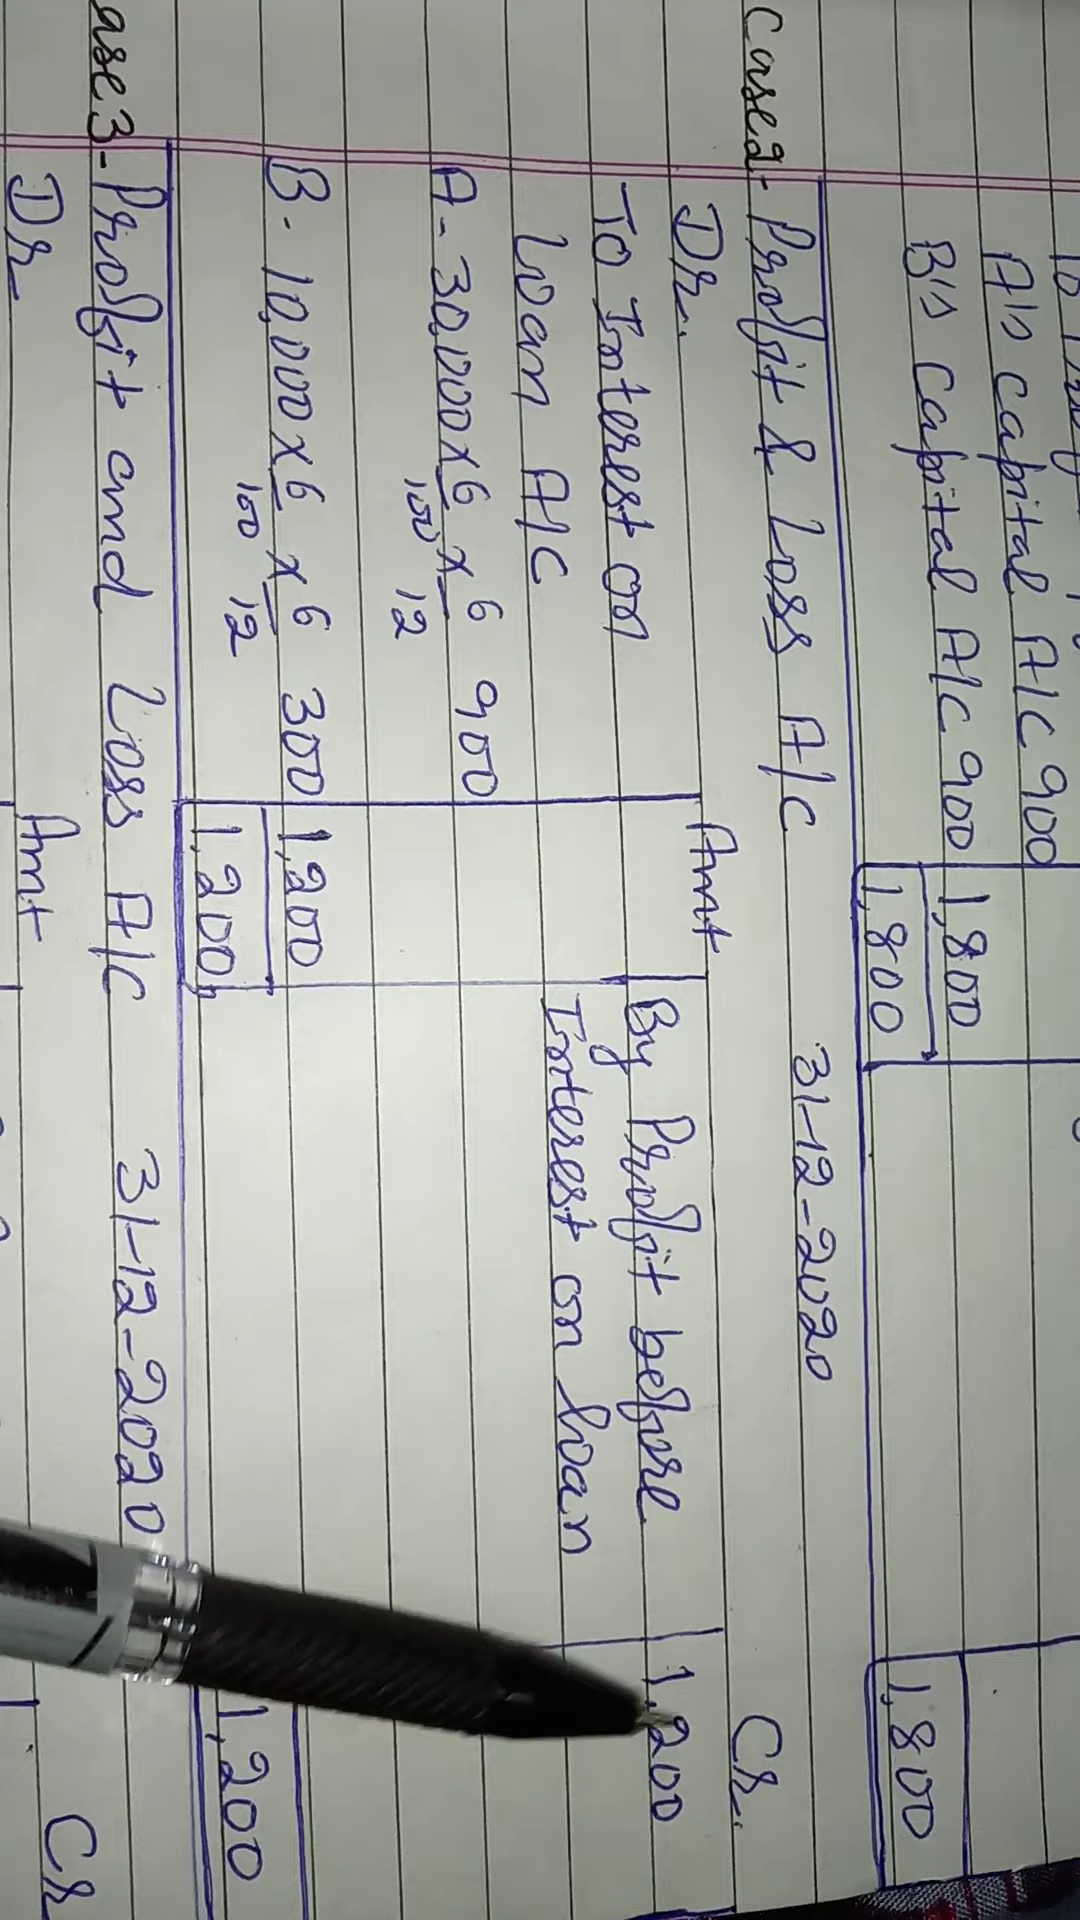 A's capital A/C 900
B's capital A/C 900 1,800
1,800 1,800
Case 2- Profit & Loss A/C 31-12-2020
Dr. Amt Cr.
To Interest on By Profit before 1,200
Loan A/C Interest on loan
A- 30,000 x 6/100 x 6/12 900
B- 10,000 x 6/100 x 6/12 300 1,200
1,200 1,200
ase 3- Profit and Loss A/C 31-12-2020
Dr Amt Cr